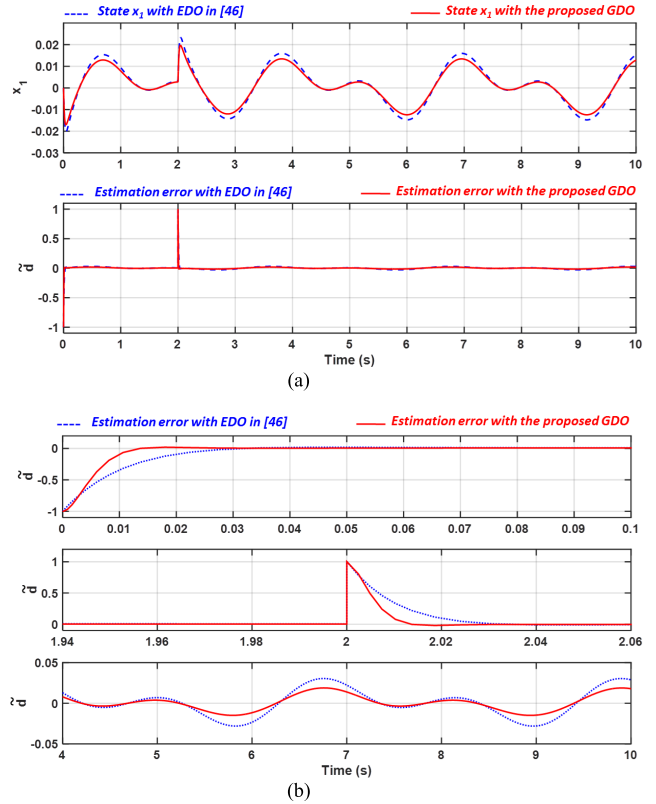 State x1 with EDO in [46] State x1 with the proposed GDO
0.02
0.01
0
-0.01
-0.02
-0.03
x1
0 1 2 3 4 5 6 7 8 9 10
Estimation error with EDO in [46] Estimation error with the proposed GDO
1
0.5
0
-0.5
-1
d̃
0 1 2 3 4 5 6 7 8 9 10
Time (s)
(a)
Estimation error with EDO in [46] Estimation error with the proposed GDO
0
-0.5
-1
d̃
0 0.01 0.02 0.03 0.04 0.05 0.06 0.07 0.08 0.09 0.1
1
0.5
0
d̃
1.94 1.96 1.98 2 2.02 2.04 2.06
0.05
0
-0.05
d̃
4 5 6 7 8 9 10
Time (s)
(b)